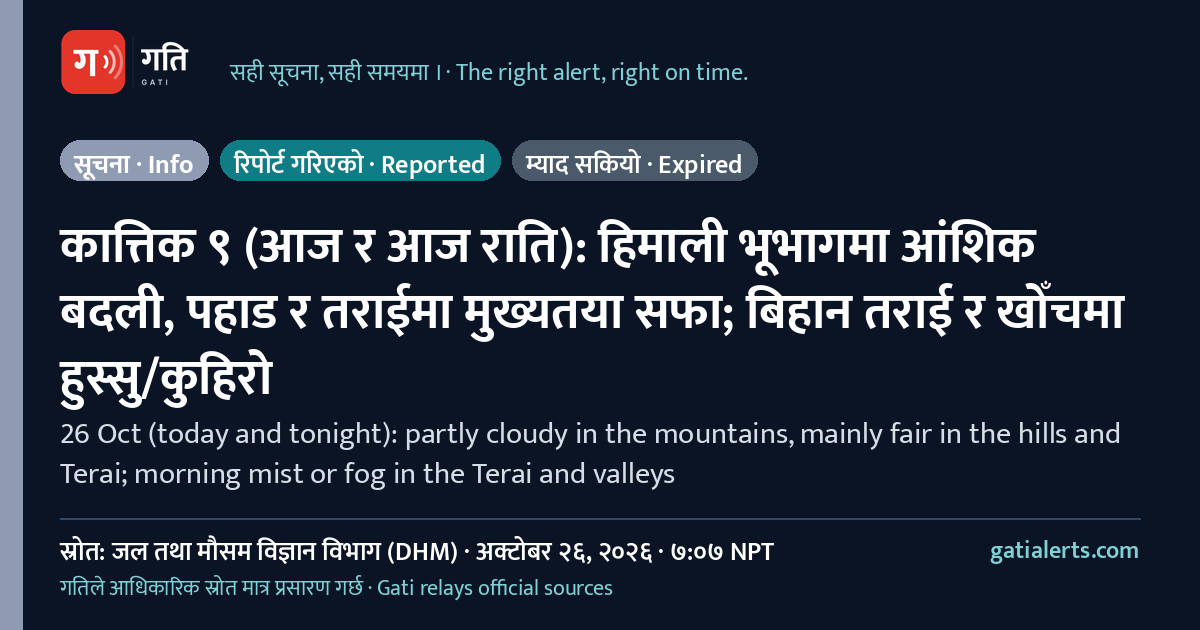 ग
गति
GATI
सही सूचना, सही समयमा । · The right alert, right on time.
सूचना · Info
रिपोर्ट गरिएको · Reported
म्याद सकियो · Expired
कात्तिक ९ (आज र आज राति): हिमाली भूभागमा आंशिक
बदली, पहाड र तराईमा मुख्यतया सफा; बिहान तराई र खोँचमा
हुस्सु/कुहिरो
26 Oct (today and tonight): partly cloudy in the mountains, mainly fair in the hills and
Terai; morning mist or fog in the Terai and valleys
स्रोत: जल तथा मौसम विज्ञान विभाग (DHM) · अक्टोबर २६, २०२६ · ७:०७ NPT
gatialerts.com
गतिले आधिकारिक स्रोत मात्र प्रसारण गर्छ · Gati relays official sources